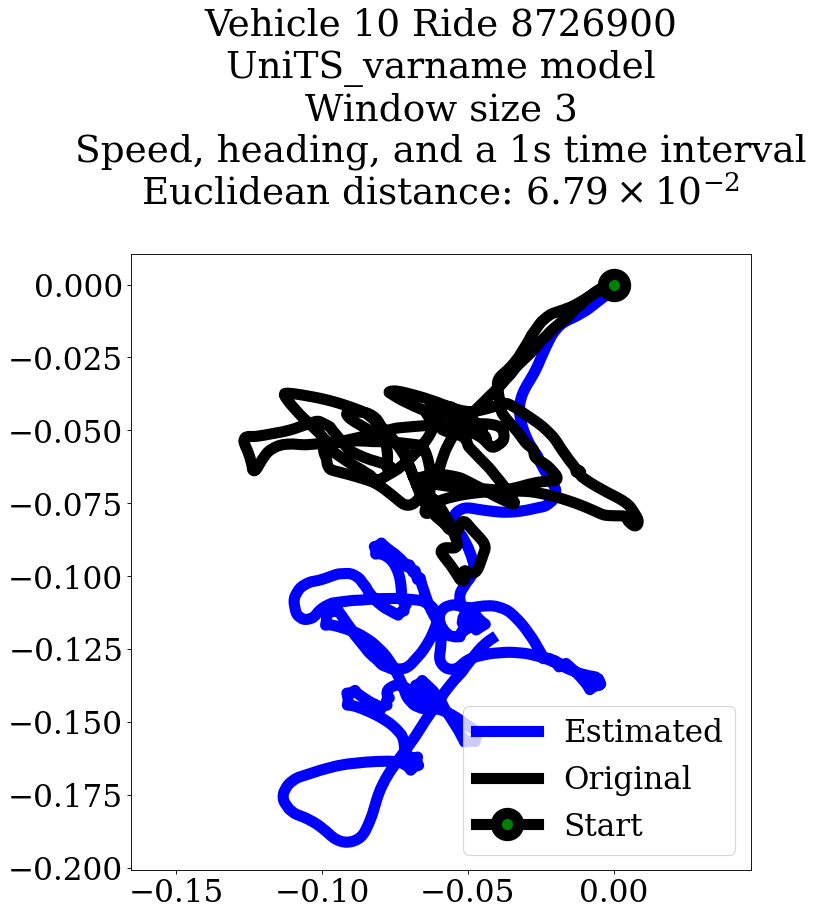 Vehicle 10 Ride 8726900
UniTS_varname model
Window size 3
Speed, heading, and a 1s time interval
Euclidean distance: 6.79 × 10⁻²
0.000
−0.025
−0.050
−0.075
−0.100
−0.125
−0.150
−0.175
−0.200
−0.15
−0.10
−0.05
0.00
Estimated
Original
Start